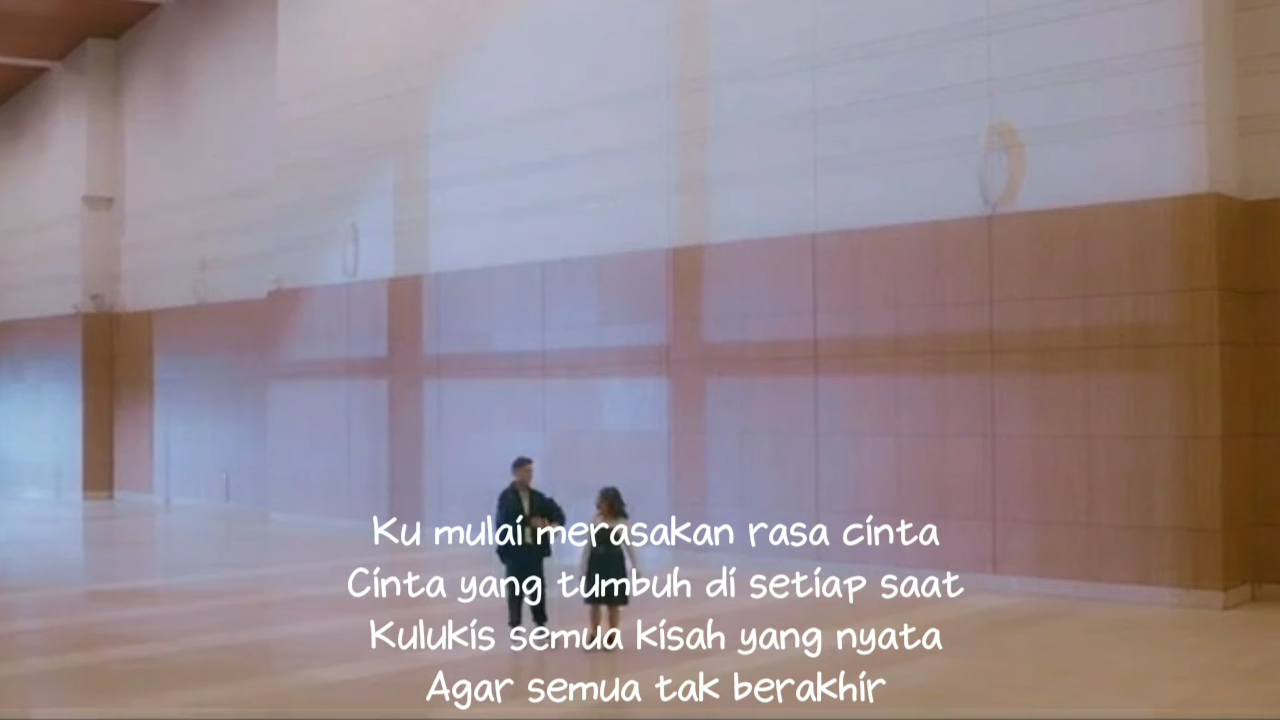 Ku mulai merasakan rasa cinta
Cinta yang tumbuh di setiap saat
Kulukis semua kisah yang nyata
Agar semua tak berakhir